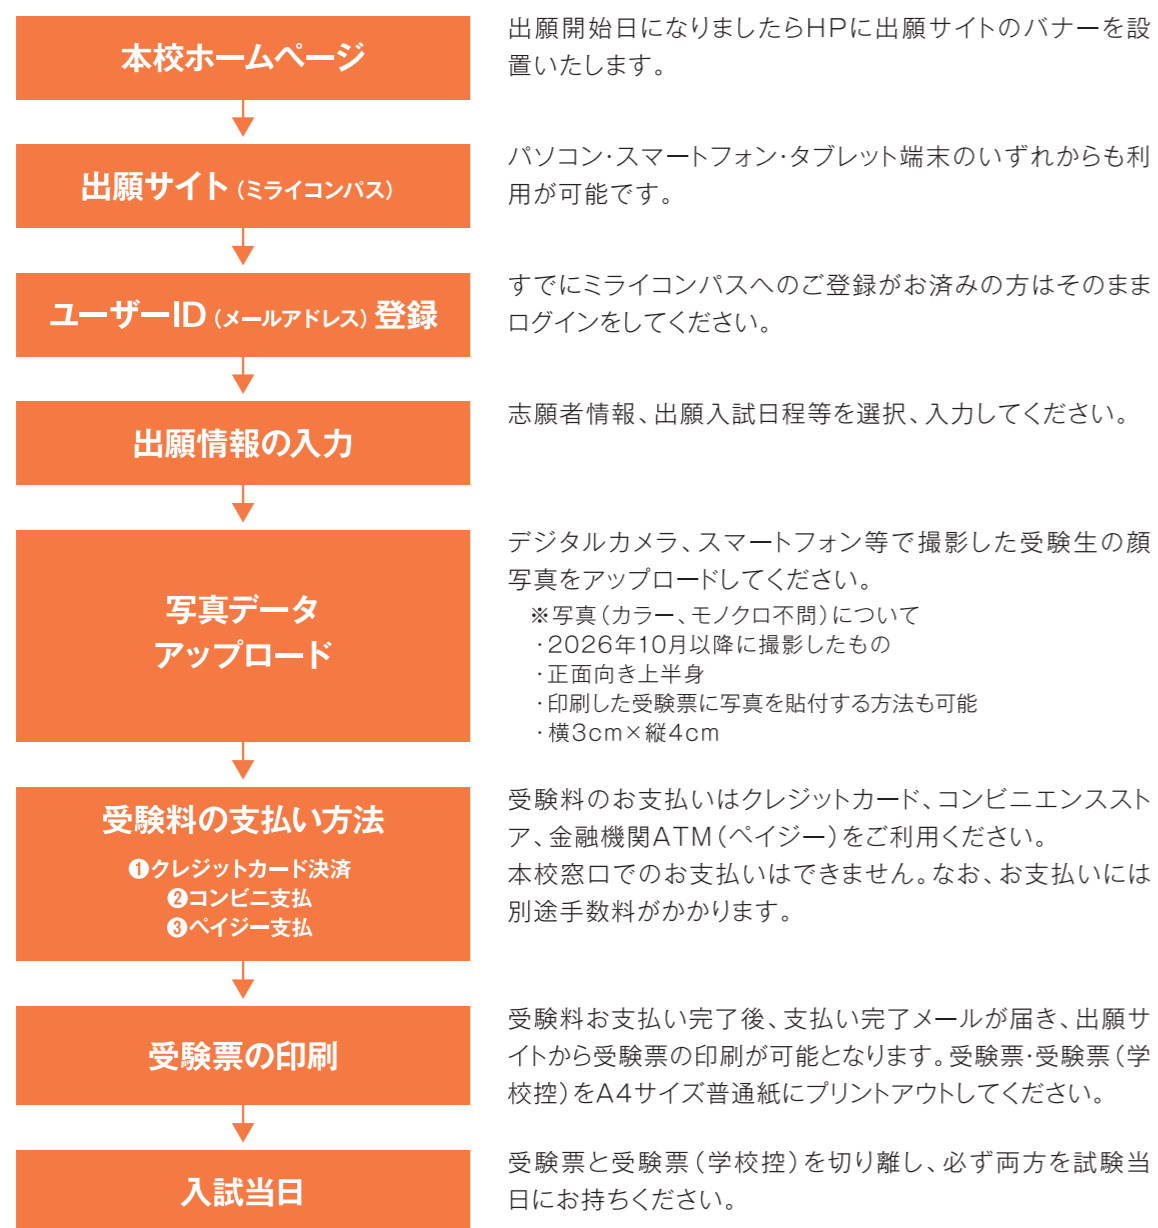 本校ホームページ
出願開始日になりましたらHPに出願サイトのバナーを設
置いたします。
出願サイト（ミライコンパス）
パソコン・スマートフォン・タブレット端末のいずれからも利
用が可能です。
ユーザーID（メールアドレス）登録
すでにミライコンパスへのご登録がお済みの方はそのまま
ログインをしてください。
出願情報の入力
志願者情報、出願入試日程等を選択、入力してください。
写真データ
アップロード
デジタルカメラ、スマートフォン等で撮影した受験生の顔
写真をアップロードしてください。
※写真（カラー、モノクロ不問）について
・2026年10月以降に撮影したもの
・正面向き上半身
・印刷した受験票に写真を貼付する方法も可能
・横3cm×縦4cm
受験料の支払い方法
❶クレジットカード決済
❷コンビニ支払
❸ペイジー支払
受験料のお支払いはクレジットカード、コンビニエンススト
ア、金融機関ATM（ペイジー）をご利用ください。
本校窓口でのお支払いはできません。なお、お支払いには
別途手数料がかかります。
受験票の印刷
受験料お支払い完了後、支払い完了メールが届き、出願サ
イトから受験票の印刷が可能となります。受験票・受験票（学
校控）をA4サイズ普通紙にプリントアウトしてください。
入試当日
受験票と受験票（学校控）を切り離し、必ず両方を試験当
日にお持ちください。